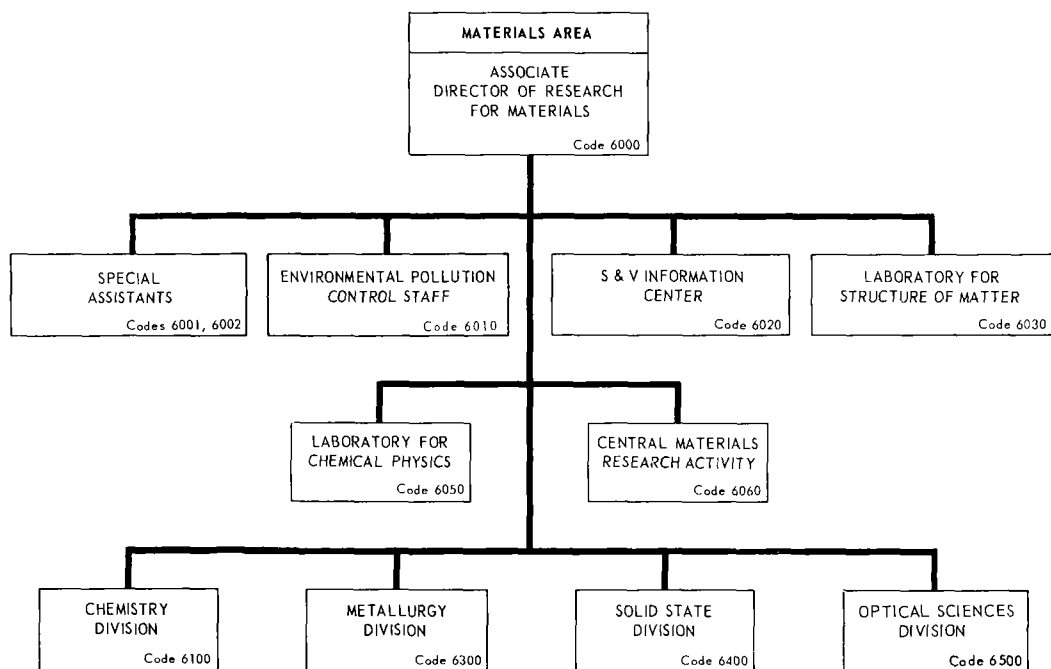 MATERIALS AREA
ASSOCIATE
DIRECTOR OF RESEARCH
FOR MATERIALS
Code 6000
SPECIAL
ASSISTANTS
Codes 6001, 6002
ENVIRONMENTAL POLLUTION
CONTROL STAFF
Code 6010
S & V INFORMATION
CENTER
Code 6020
LABORATORY FOR
STRUCTURE OF MATTER
Code 6030
LABORATORY FOR
CHEMICAL PHYSICS
Code 6050
CENTRAL MATERIALS
RESEARCH ACTIVITY
Code 6060
CHEMISTRY
DIVISION
Code 6100
METALLURGY
DIVISION
Code 6300
SOLID STATE
DIVISION
Code 6400
OPTICAL SCIENCES
DIVISION
Code 6500